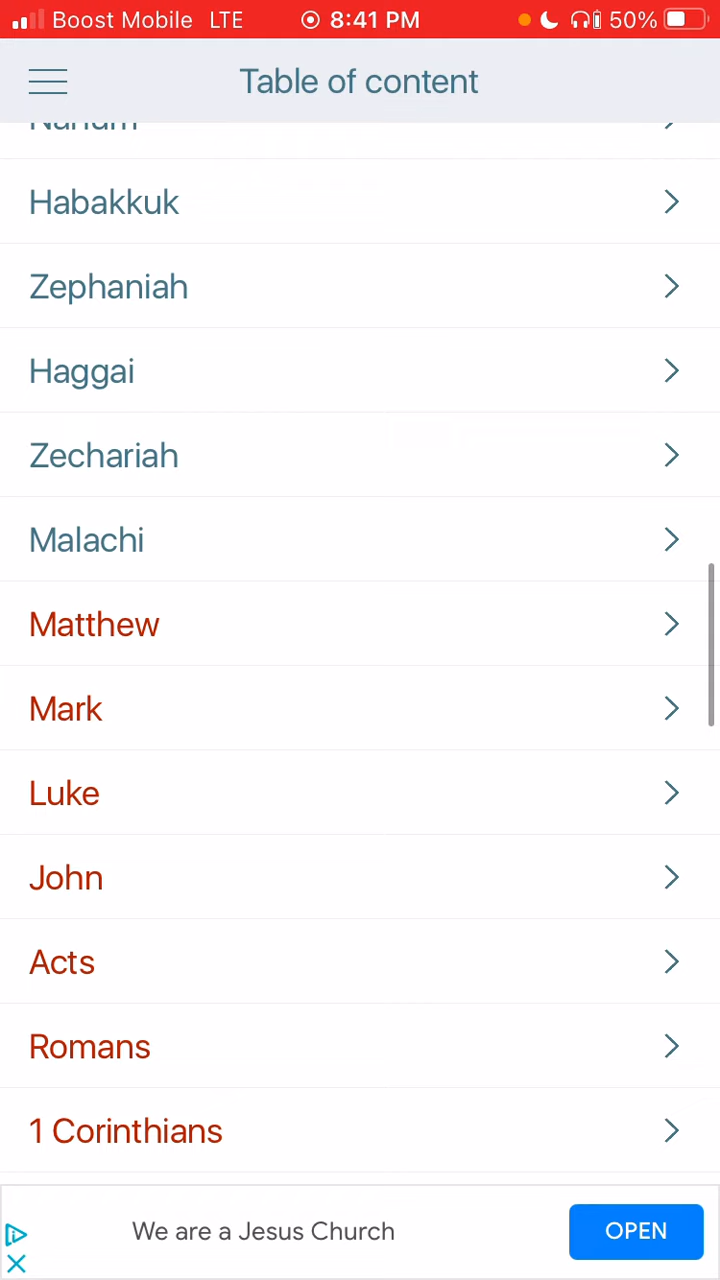 Boost Mobile LTE 8:41 PM 50%
Table of content
Habakkuk
Zephaniah
Haggai
Zechariah
Malachi
Matthew
Mark
Luke
John
Acts
Romans
1 Corinthians
We are a Jesus Church
OPEN